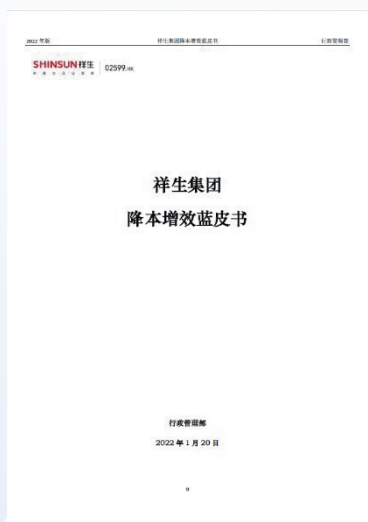 2022 年版 祥生集团降本增效蓝皮书 行政管理部
SHINSUN祥生 02599.HK
祥生集团
降本增效蓝皮书
行政管理部
2022 年 1 月 20 日
0